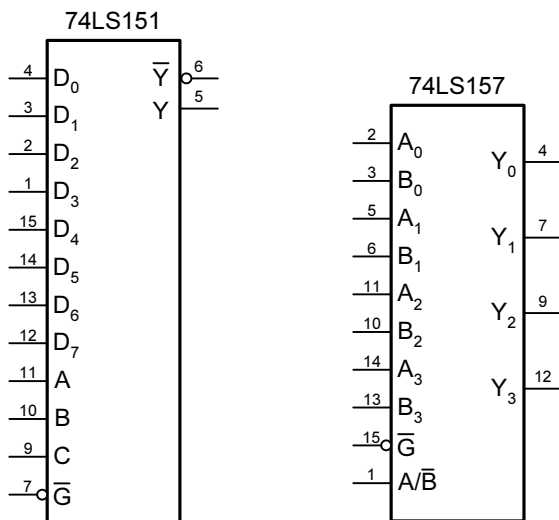 74LS151
4 D₀ Y̅ 6
3 D₁ Y 5
2 D₂
1 D₃
15 D₄
14 D₅
13 D₆
12 D₇
11 A
10 B
9 C
7 G̅
74LS157
2 A₀ Y₀ 4
3 B₀
5 A₁ Y₁ 7
6 B₁
11 A₂ Y₂ 9
10 B₂
14 A₃ Y₃ 12
13 B₃
15 G̅
1 A/B̅